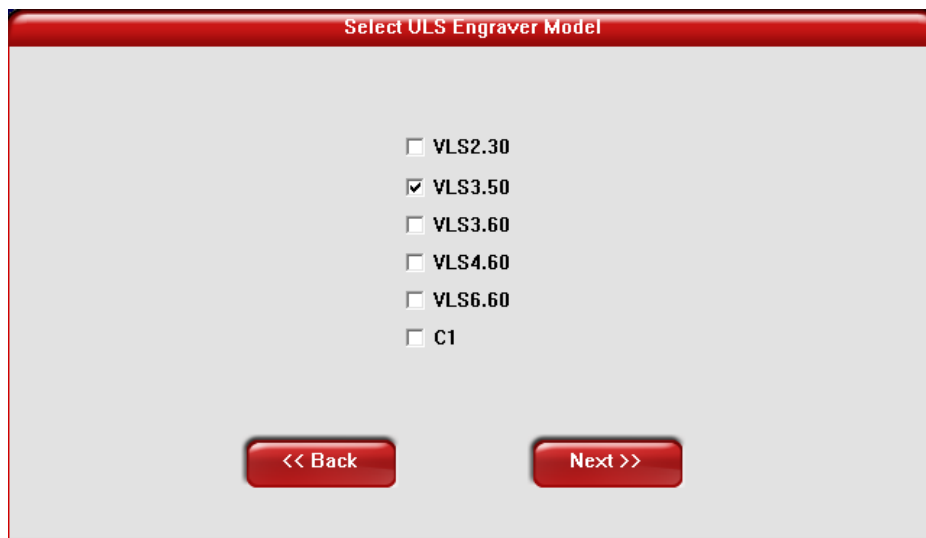 Select ULS Engraver Model
VLS2.30
VLS3.50
VLS3.60
VLS4.60
VLS6.60
C1
<< Back
Next >>